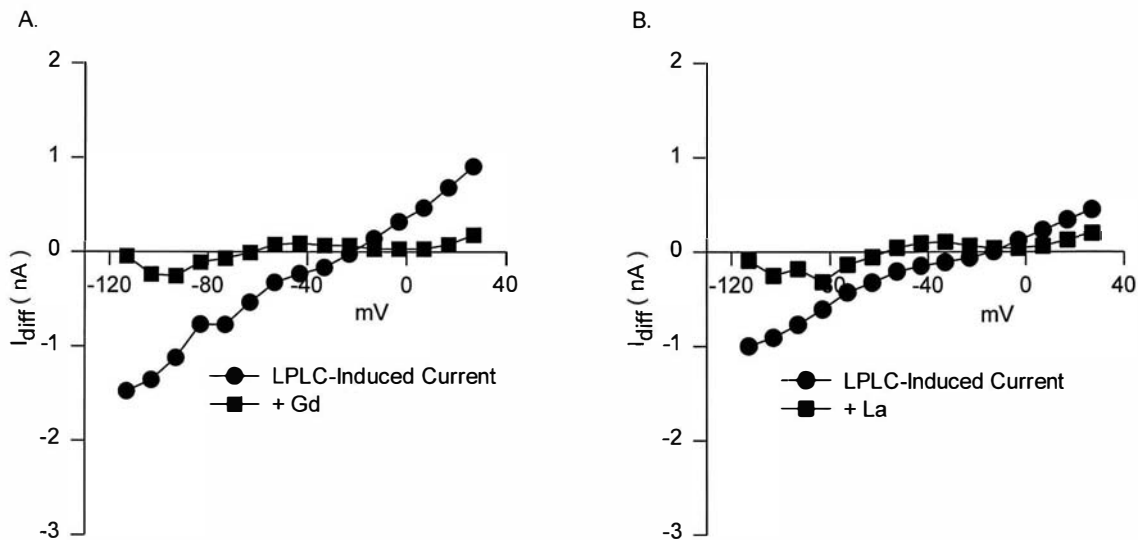 A.
2
1
0
-1
-2
-3
I_diff ( nA)
-120
-80
-40
0
40
mV
LPLC-Induced Current
+ Gd
B.
2
1
0
-1
-2
-3
I_diff ( nA)
-120
-80
-40
0
40
mV
LPLC-Induced Current
+ La